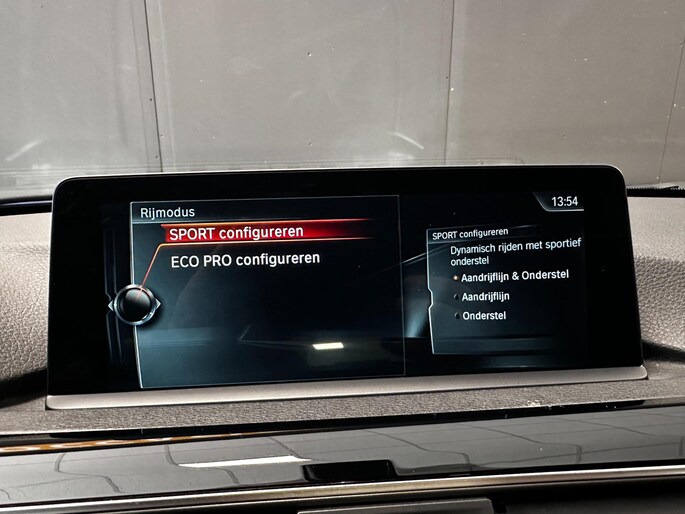 Rijmodus
13:54
SPORT configureren
ECO PRO configureren
SPORT configureren
Dynamisch rijden met sportief
onderstel
Aandrijflijn & Onderstel
Aandrijflijn
Onderstel